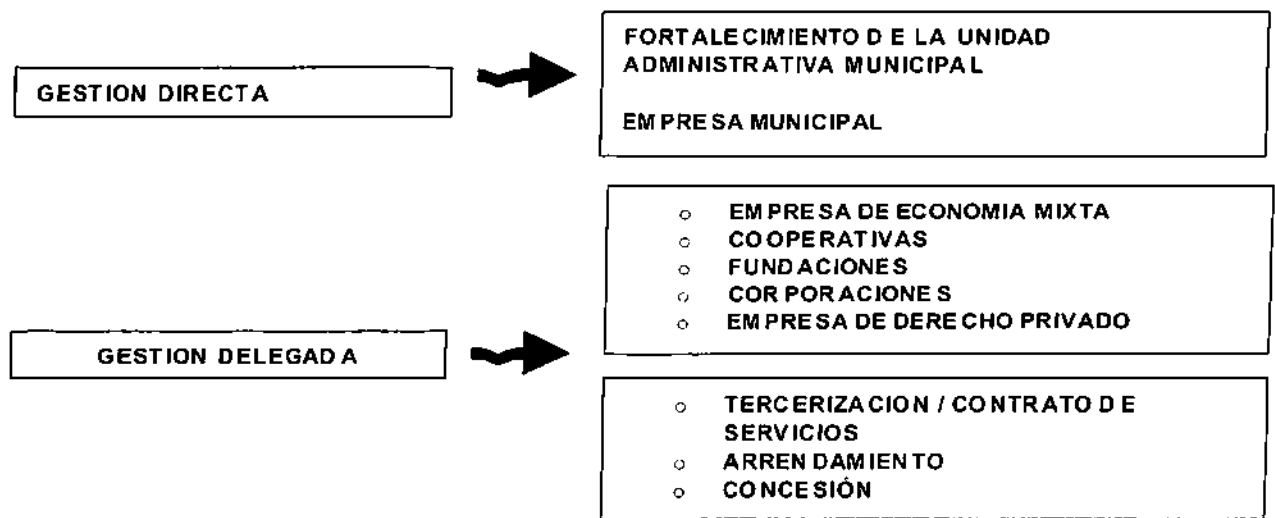 GESTION DIRECTA
FORTALECIMIENTO DE LA UNIDAD
ADMINISTRATIVA MUNICIPAL
EMPRESA MUNICIPAL
GESTION DELEGADA
○ EMPRESA DE ECONOMIA MIXTA
○ COOPERATIVAS
○ FUNDACIONES
○ CORPORACIONES
○ EMPRESA DE DERECHO PRIVADO
○ TERCERIZACION / CONTRATO DE
SERVICIOS
○ ARRENDAMIENTO
○ CONCESIÓN